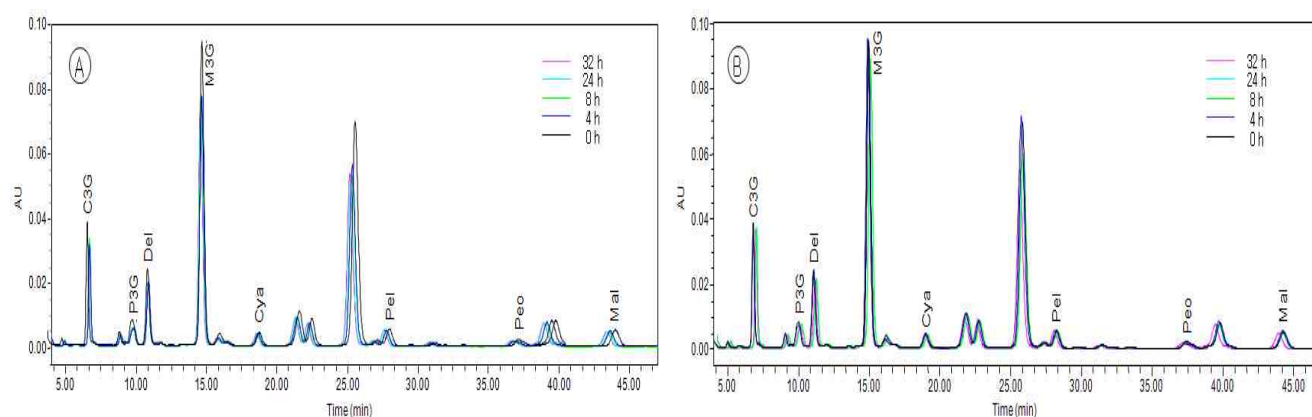 A
0.10
0.08
0.06
0.04
0.02
0.00
AU
C3G
P3G
Del
M3G
Cya
Pel
Peo
Mal
32 h
24 h
8 h
4 h
0 h
5.00 10.00 15.00 20.00 25.00 30.00 35.00 40.00 45.00
Time (min)
B
0.10
0.08
0.06
0.04
0.02
0.00
AU
C3G
P3G
Del
M3G
Cya
Pel
Peo
Mal
32 h
24 h
8 h
4 h
0 h
5.00 10.00 15.00 20.00 25.00 30.00 35.00 40.00 45.00
Time (min)